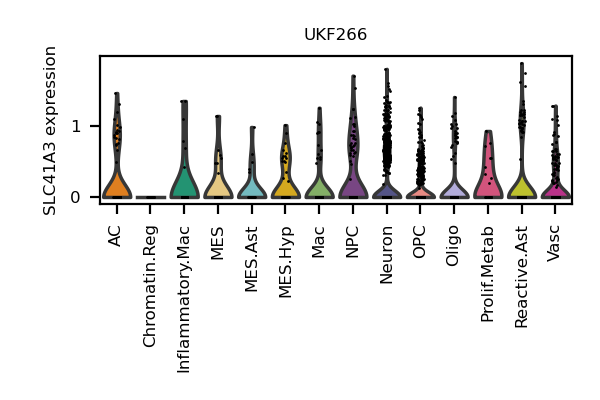 UKF266
SLC41A3 expression
1
0
AC
Chromatin.Reg
Inflammatory.Mac
MES
MES.Ast
MES.Hyp
Mac
NPC
Neuron
OPC
Oligo
Prolif.Metab
Reactive.Ast
Vasc